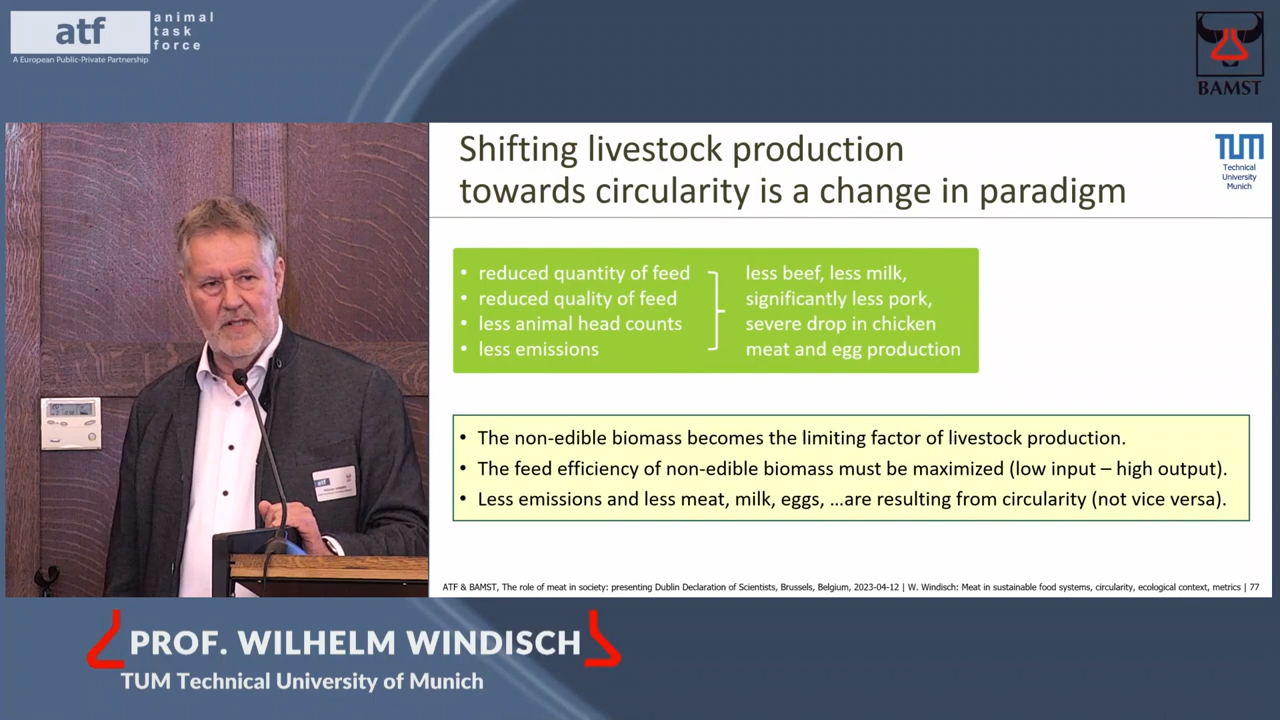 atf
animal
task
force
A European Public-Private Partnership
BAMST
Shifting livestock production
towards circularity is a change in paradigm
TUM
Technical
University
Munich
• reduced quantity of feed
• reduced quality of feed
• less animal head counts
• less emissions
less beef, less milk,
significantly less pork,
severe drop in chicken
meat and egg production
• The non-edible biomass becomes the limiting factor of livestock production.
• The feed efficiency of non-edible biomass must be maximized (low input – high output).
• Less emissions and less meat, milk, eggs, ...are resulting from circularity (not vice versa).
ATF & BAMST, The role of meat in society: presenting Dublin Declaration of Scientists, Brussels, Belgium, 2023-04-12 | W. Windisch: Meat in sustainable food systems, circularity, ecological context, metrics | 77
atf
PROF. WILHELM WINDISCH
TUM Technical University of Munich